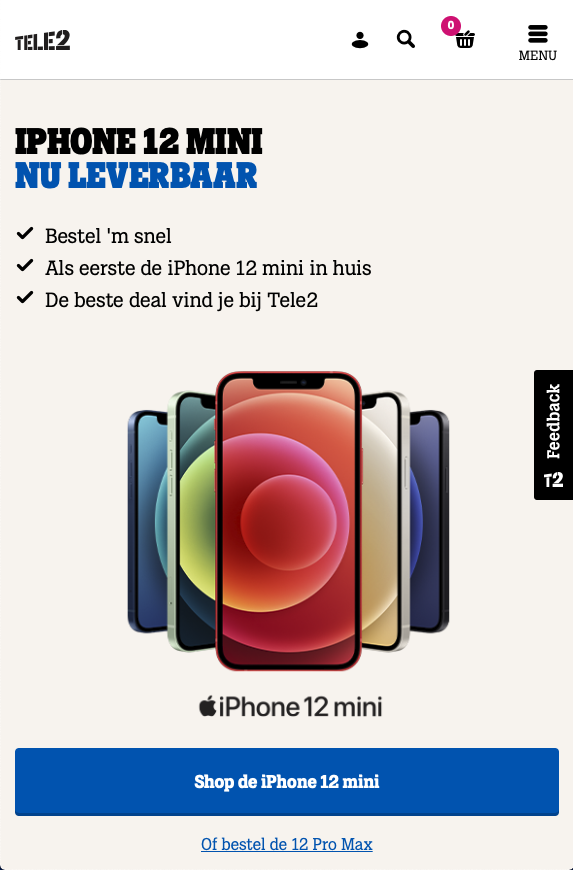 TELE2
0
MENU
IPHONE 12 MINI
NU LEVERBAAR
Bestel 'm snel
Als eerste de iPhone 12 mini in huis
De beste deal vind je bij Tele2
Feedback
T2
iPhone 12 mini
Shop de iPhone 12 mini
Of bestel de 12 Pro Max